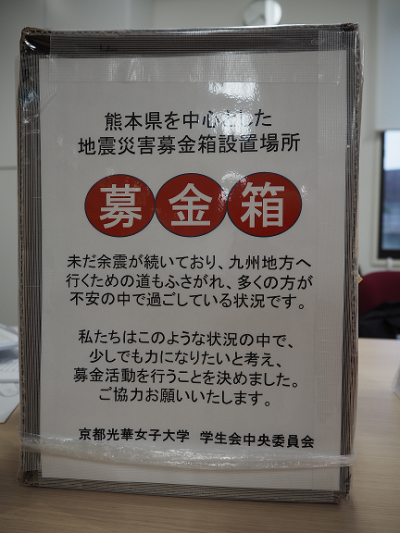 熊本県を中心とした
地震災害募金箱設置場所
募金箱
未だ余震が続いており、九州地方へ
行くための道もふさがれ、多くの方が
不安の中で過ごしている状況です。
私たちはこのような状況の中で、
少しでも力になりたいと考え、
募金活動を行うことを決めました。
ご協力お願いいたします。
京都光華女子大学 学生会中央委員会